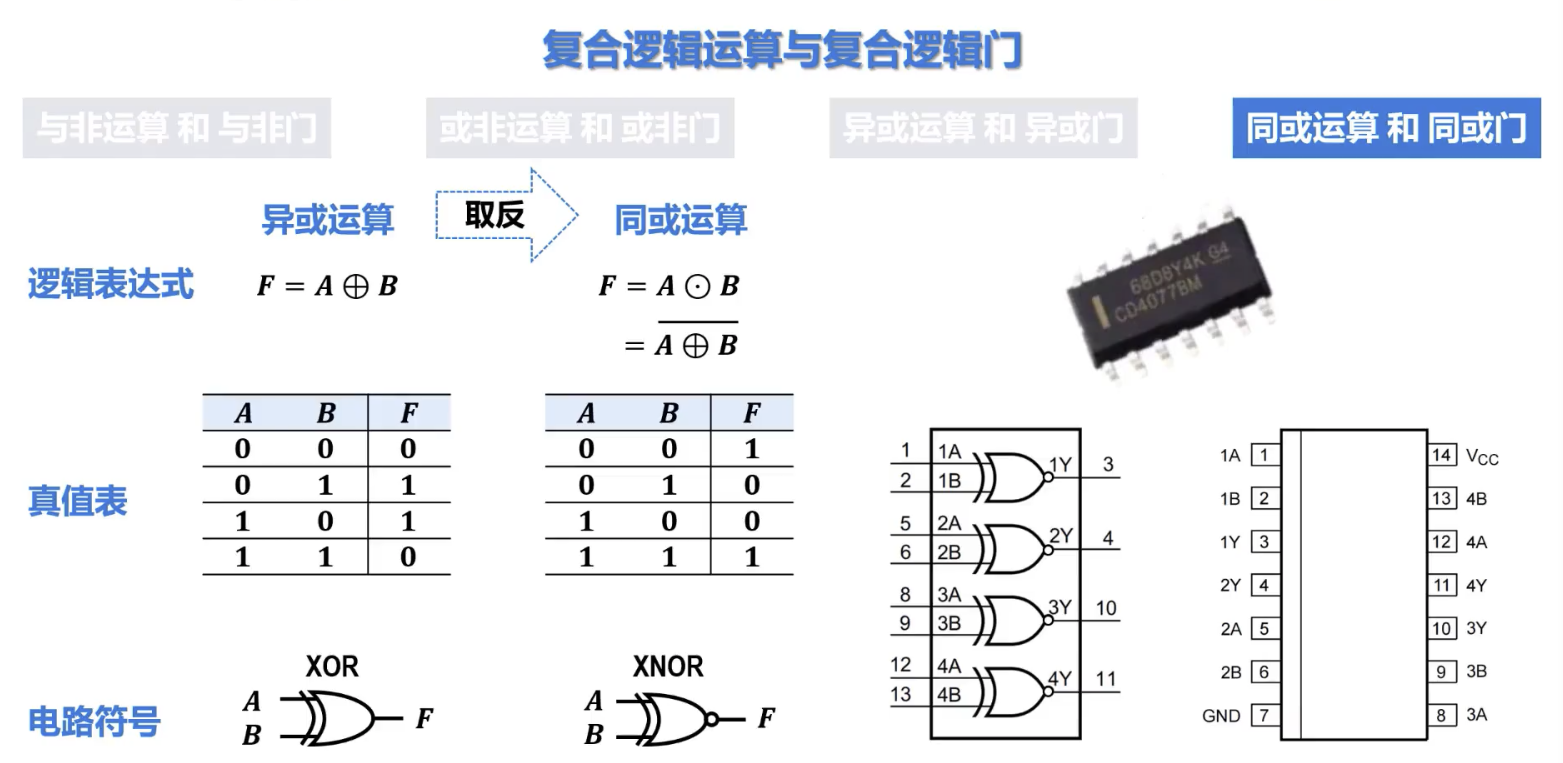 复合逻辑运算与复合逻辑门
与非运算 和 与非门
或非运算 和 或非门
异或运算 和 异或门
同或运算 和 同或门
异或运算
取反
同或运算
逻辑表达式
F = A ⊕ B
F = A ⊙ B
= \overline{A ⊕ B}
68D8Y4K G4
CD4077BM
真值表
A B F
0 0 0
0 1 1
1 0 1
1 1 0
A B F
0 0 1
0 1 0
1 0 0
1 1 1
电路符号
XOR
A
B
F
XNOR
A
B
F
1 1A 1Y 3
2 1B
5 2A 2Y 4
6 2B
8 3A 3Y 10
9 3B
12 4A 4Y 11
13 4B
1A 1 14 VCC
1B 2 13 4B
1Y 3 12 4A
2Y 4 11 4Y
2A 5 10 3Y
2B 6 9 3B
GND 7 8 3A